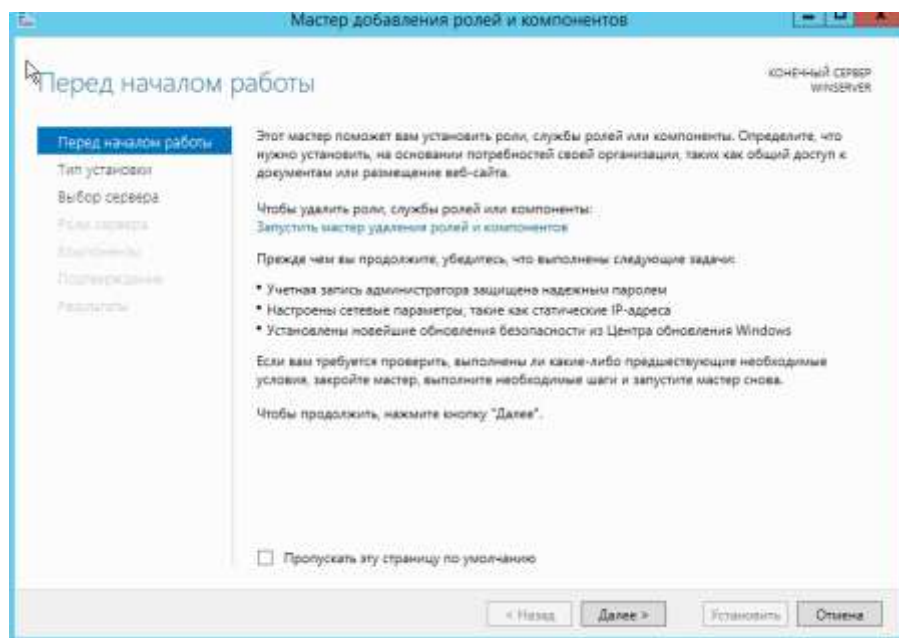 Мастер добавления ролей и компонентов
Перед началом работы
КОНЕЧНЫЙ СЕРВЕР
WINSERVER
Перед началом работы
Тип установки
Выбор сервера
Роли сервера
Компоненты
Подтверждение
Результаты
Этот мастер поможет вам установить роли, службы ролей или компоненты. Определите, что
нужно установить, на основании потребностей своей организации, таких как общий доступ к
документам или размещение веб-сайта.
Чтобы удалить роли, службы ролей или компоненты:
Запустить мастер удаления ролей и компонентов
Прежде чем вы продолжите, убедитесь, что выполнены следующие задачи:
• Учетная запись администратора защищена надежным паролем
• Настроены сетевые параметры, такие как статические IP-адреса
• Установлены новейшие обновления безопасности из Центра обновления Windows
Если вам требуется проверить, выполнены ли какие-либо предшествующие необходимые
условия, закройте мастер, выполните необходимые шаги и запустите мастер снова.
Чтобы продолжить, нажмите кнопку "Далее".
Пропускать эту страницу по умолчанию
< Назад
Далее >
Установить
Отмена